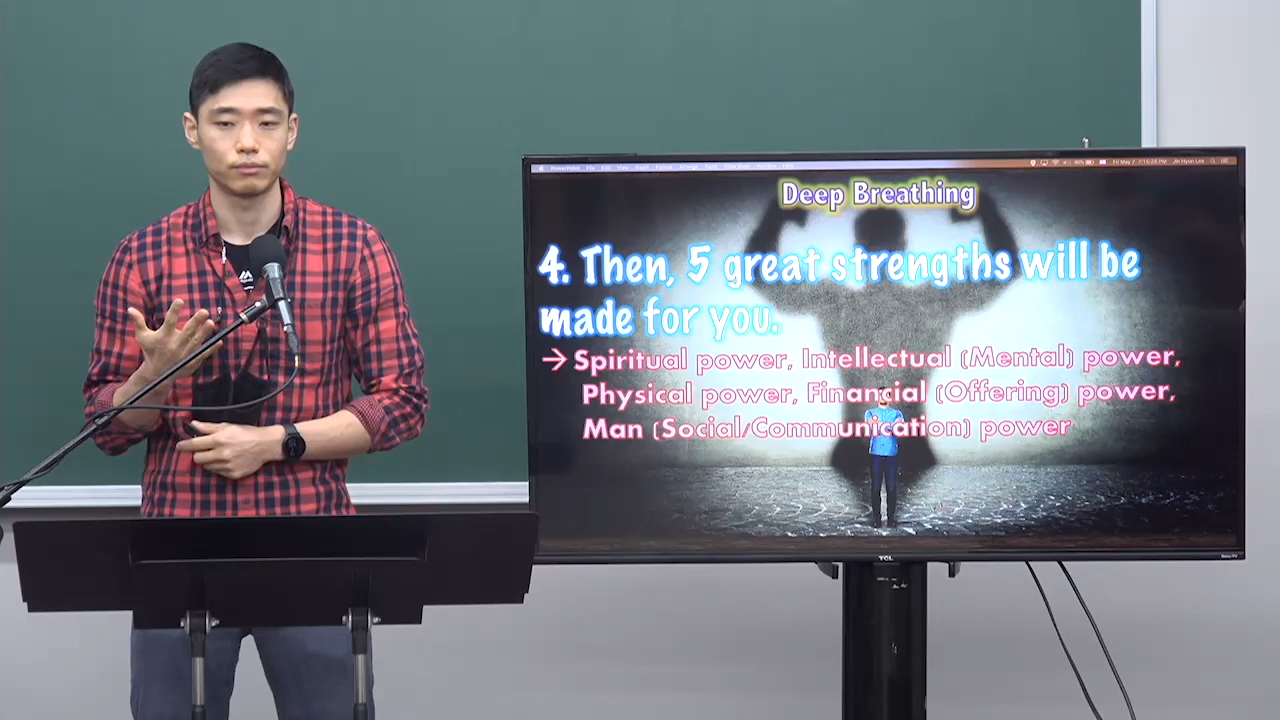 Deep Breathing
4. Then, 5 great strengths will be
made for you.
→ Spiritual power, Intellectual (Mental) power,
Physical power, Financial (Offering) power,
Man (Social/Communication) power
TCL